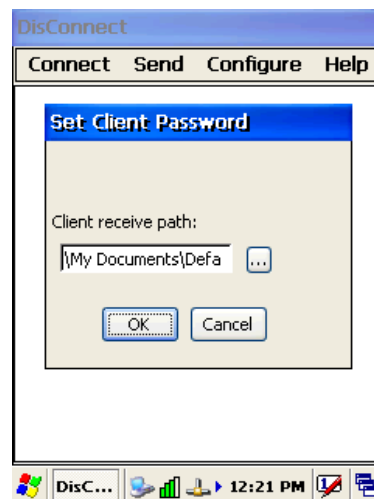 DisConnect
Connect Send Configure Help
Set Client Password
Client receive path:
\My Documents\Defa ...
OK Cancel
DisC... 12:21 PM